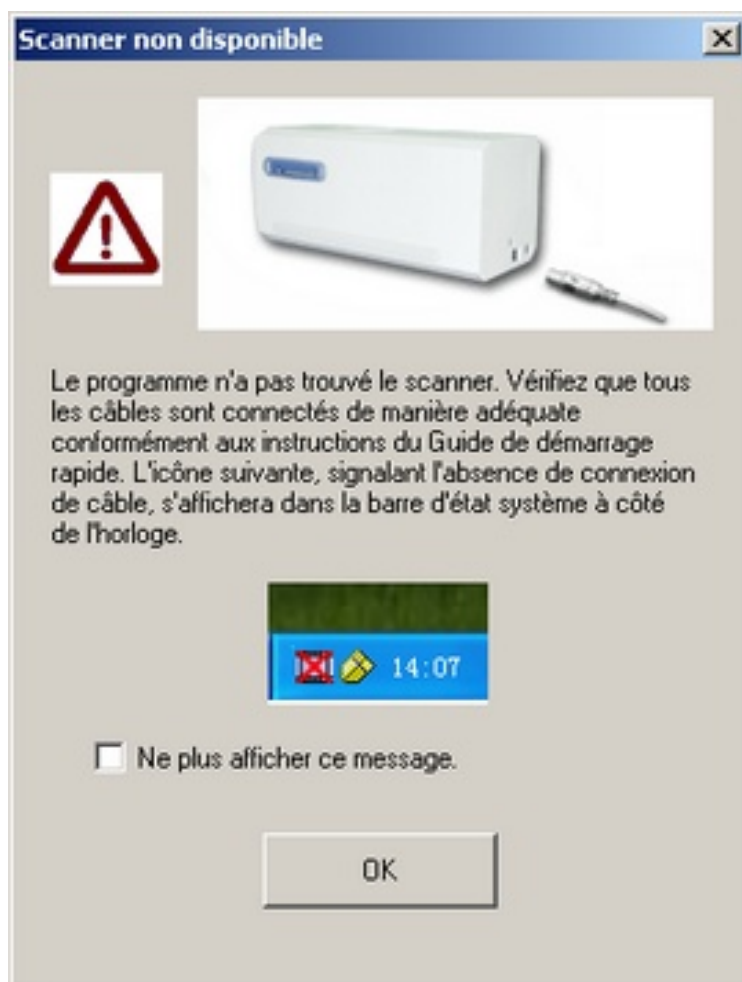 Scanner non disponible
Le programme n'a pas trouvé le scanner. Vérifiez que tous
les câbles sont connectés de manière adéquate
conformément aux instructions du Guide de démarrage
rapide. L'icône suivante, signalant l'absence de connexion
de câble, s'affichera dans la barre d'état système à côté
de l'horloge.
14:07
Ne plus afficher ce message.
OK